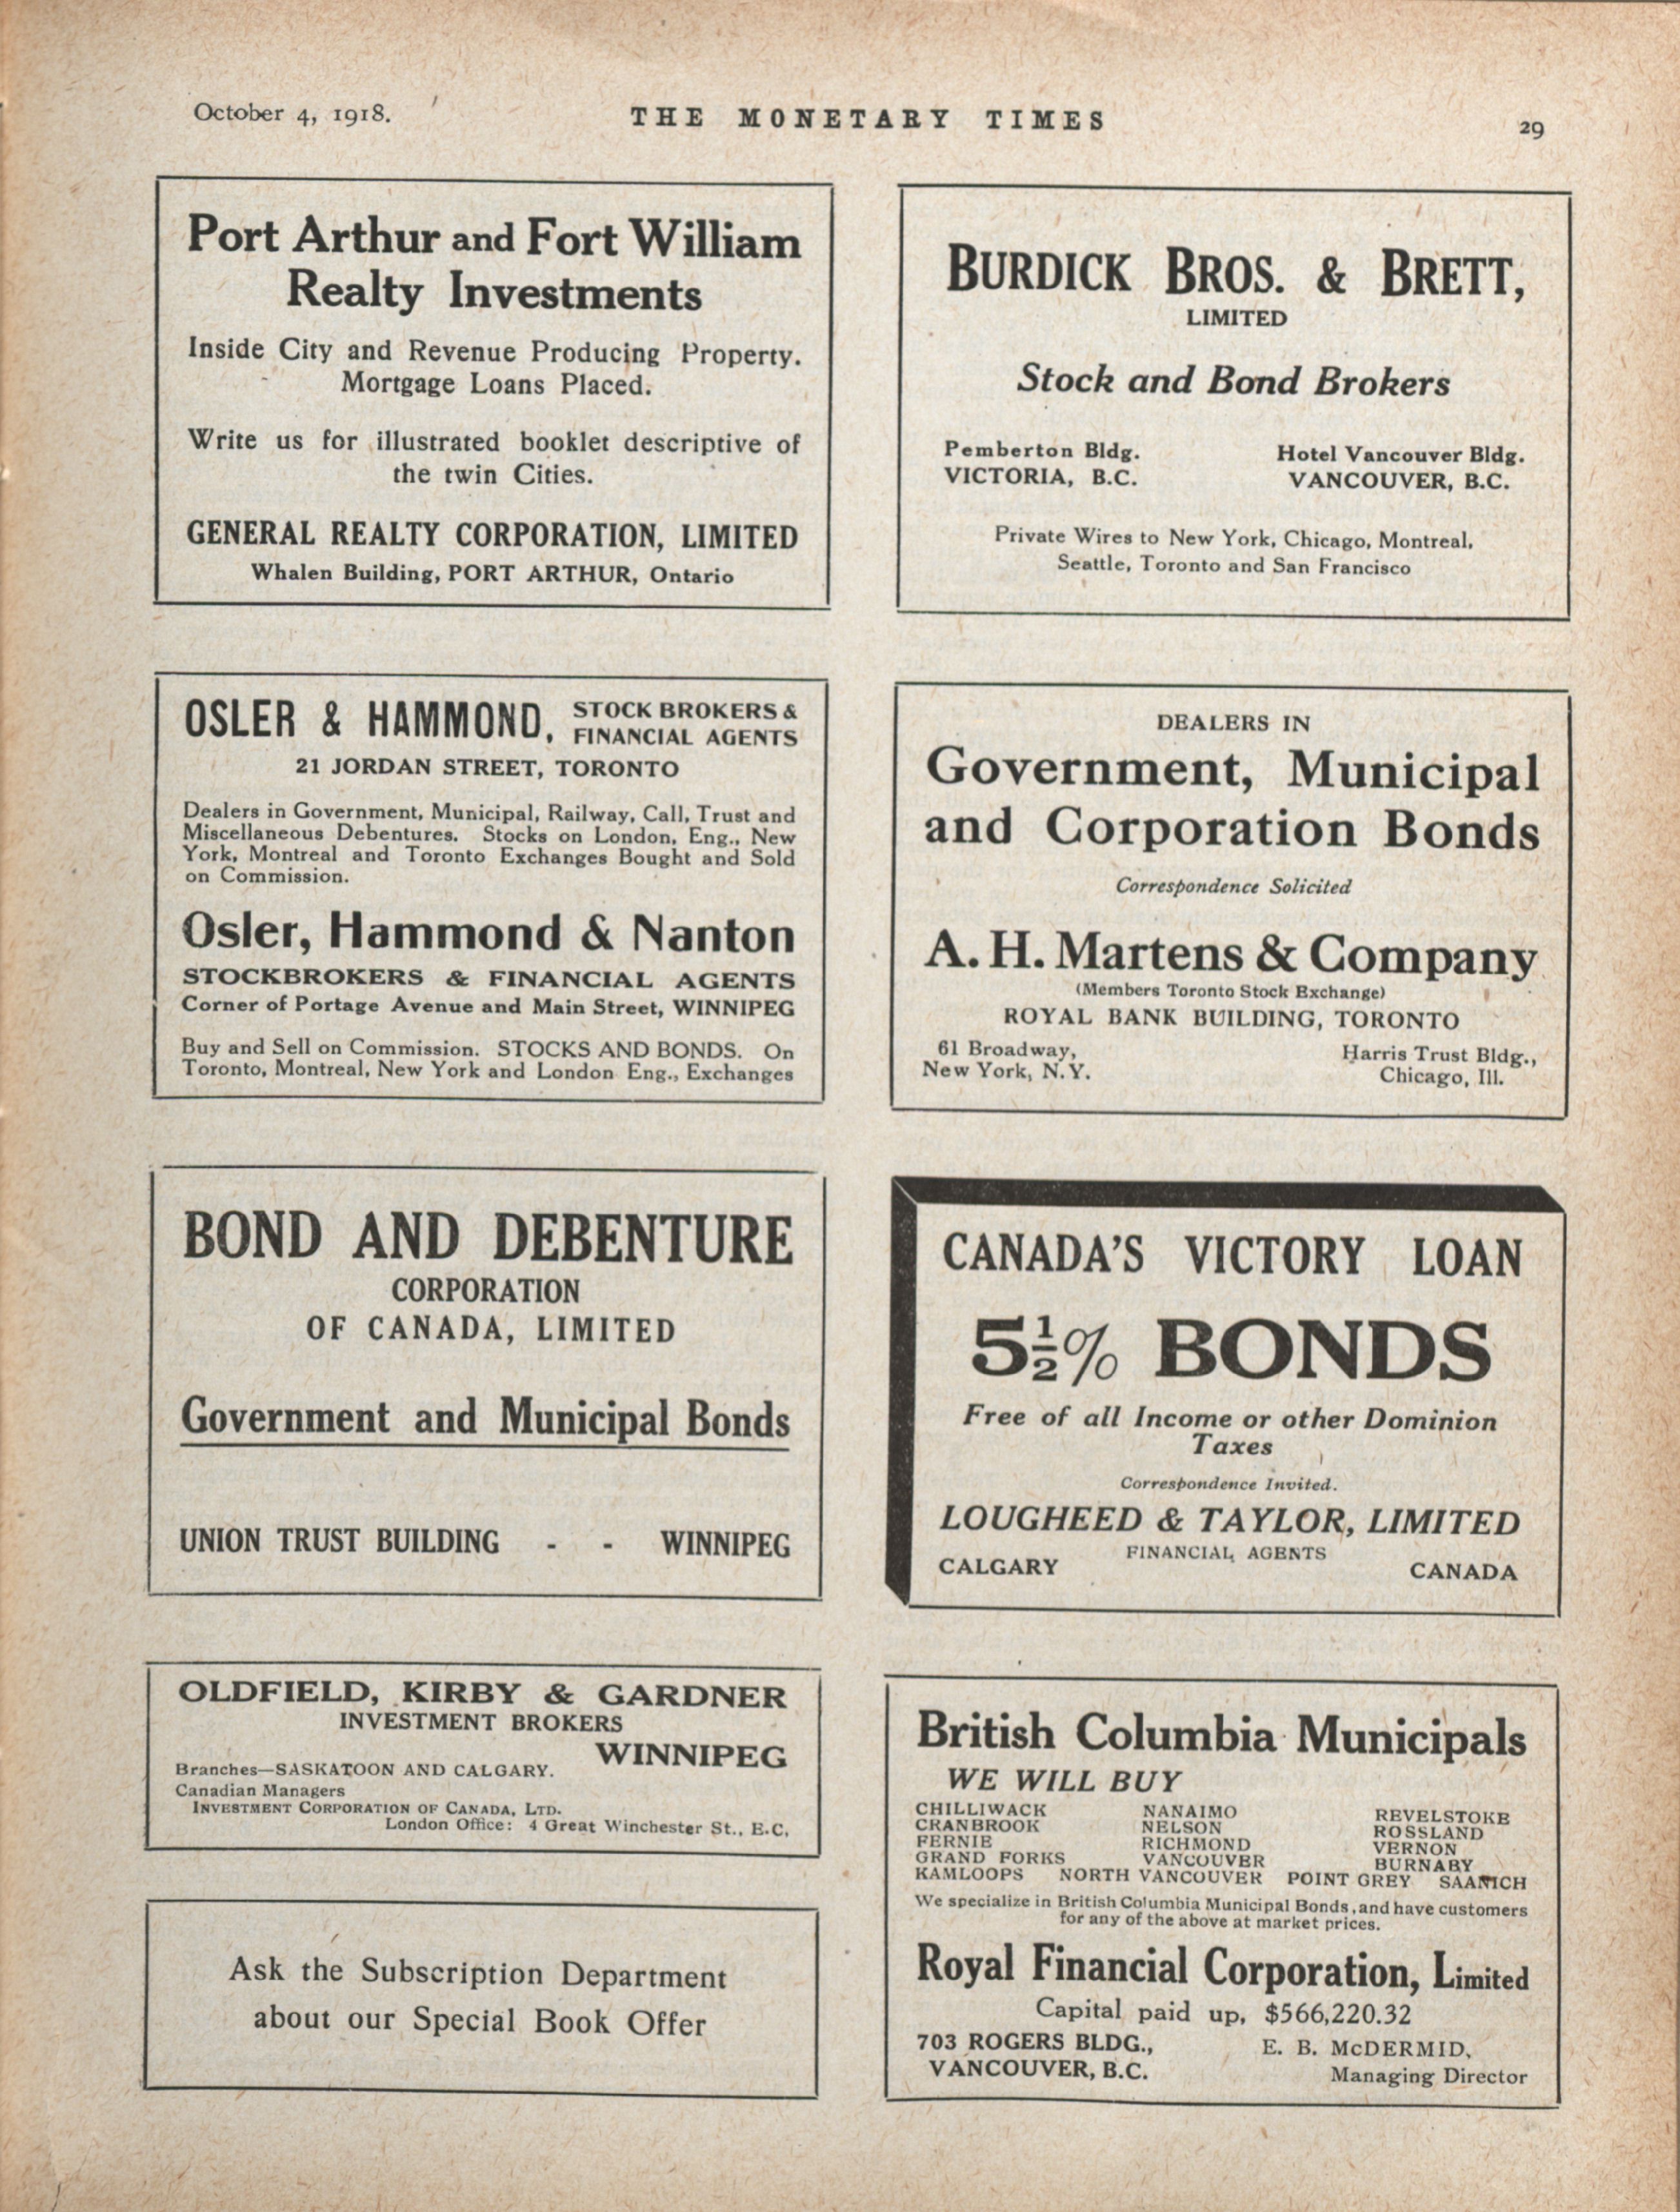 October 4, 1918.
THE MONETARY TIMES
29
Port Arthur and Fort William
Realty Investments
Inside City and Revenue Producing Property.
Mortgage Loans Placed.
Write us for illustrated booklet descriptive of
the twin Cities.
GENERAL REALTY CORPORATION, LIMITED
Whalen Building, PORT ARTHUR, Ontario
OSLER & HAMMOND, STOCK BROKERS &
FINANCIAL AGENTS
21 JORDAN STREET, TORONTO
Dealers in Government, Municipal, Railway, Call, Trust and
Miscellaneous Debentures. Stocks on London, Eng., New
York, Montreal and Toronto Exchanges Bought and Sold
on Commission.
Osler, Hammond & Nanton
STOCKBROKERS & FINANCIAL AGENTS
Corner of Portage Avenue and Main Street, WINNIPEG
Buy and Sell on Commission. STOCKS AND BONDS. On
Toronto, Montreal, New York and London Eng., Exchanges
BOND AND DEBENTURE
CORPORATION
OF CANADA, LIMITED
Government and Municipal Bonds
UNION TRUST BUILDING - - WINNIPEG
OLDFIELD, KIRBY & GARDNER
INVESTMENT BROKERS
WINNIPEG
Branches—SASKATOON AND CALGARY.
Canadian Managers
INVESTMENT CORPORATION OF CANADA, LTD.
London Office: 4 Great Winchester St., E.C.
Ask the Subscription Department
about our Special Book Offer
BURDICK BROS. & BRETT,
LIMITED
Stock and Bond Brokers
Pemberton Bldg. Hotel Vancouver Bldg.
VICTORIA, B.C. VANCOUVER, B.C.
Private Wires to New York, Chicago, Montreal,
Seattle, Toronto and San Francisco
DEALERS IN
Government, Municipal
and Corporation Bonds
Correspondence Solicited
A. H. Martens & Company
(Members Toronto Stock Exchange)
ROYAL BANK BUILDING, TORONTO
61 Broadway, Harris Trust Bldg.,
New York, N.Y. Chicago, Ill.
CANADA'S VICTORY LOAN
5½% BONDS
Free of all Income or other Dominion
Taxes
Correspondence Invited.
LOUGHEED & TAYLOR, LIMITED
FINANCIAL AGENTS
CALGARY CANADA
British Columbia Municipals
WE WILL BUY
CHILLIWACK NANAIMO REVELSTOKE
CRANBROOK NELSON ROSSLAND
FERNIE RICHMOND VERNON
GRAND FORKS VANCOUVER BURNABY
KAMLOOPS NORTH VANCOUVER POINT GREY SAANICH
We specialize in British Columbia Municipal Bonds, and have customers
for any of the above at market prices.
Royal Financial Corporation, Limited
Capital paid up, $566,220.32
703 ROGERS BLDG., E. B. McDERMID,
VANCOUVER, B.C. Managing Director